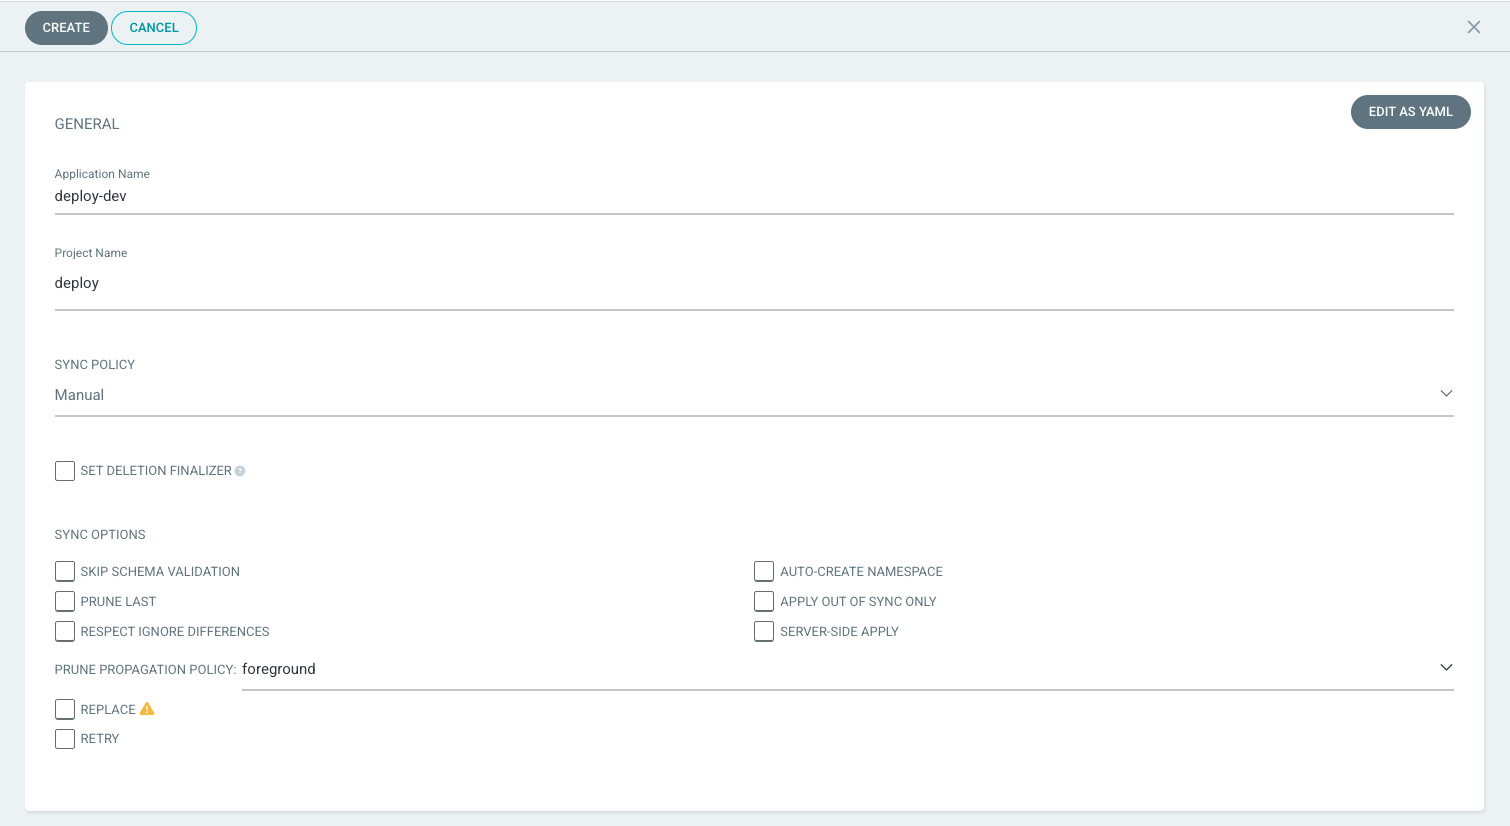 CREATE CANCEL
EDIT AS YAML
GENERAL
Application Name
deploy-dev
Project Name
deploy
SYNC POLICY
Manual
SET DELETION FINALIZER ?
SYNC OPTIONS
SKIP SCHEMA VALIDATION AUTO-CREATE NAMESPACE
PRUNE LAST APPLY OUT OF SYNC ONLY
RESPECT IGNORE DIFFERENCES SERVER-SIDE APPLY
PRUNE PROPAGATION POLICY: foreground
REPLACE
RETRY